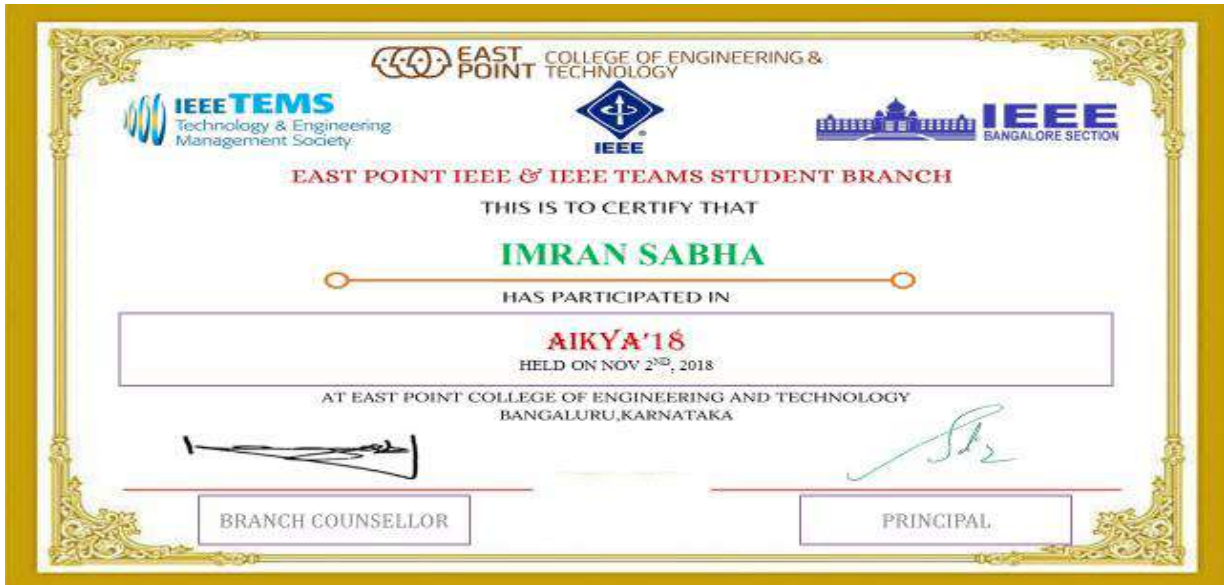 EAST POINT COLLEGE OF ENGINEERING & TECHNOLOGY
IEEE TEMS
Technology & Engineering
Management Society
IEEE
IEEE
BANGALORE SECTION
EAST POINT IEEE & IEEE TEAMS STUDENT BRANCH
THIS IS TO CERTIFY THAT
IMRAN SABHA
HAS PARTICIPATED IN
AIKYA'18
HELD ON NOV 2ND, 2018
AT EAST POINT COLLEGE OF ENGINEERING AND TECHNOLOGY
BANGALURU,KARNATAKA
BRANCH COUNSELLOR
PRINCIPAL